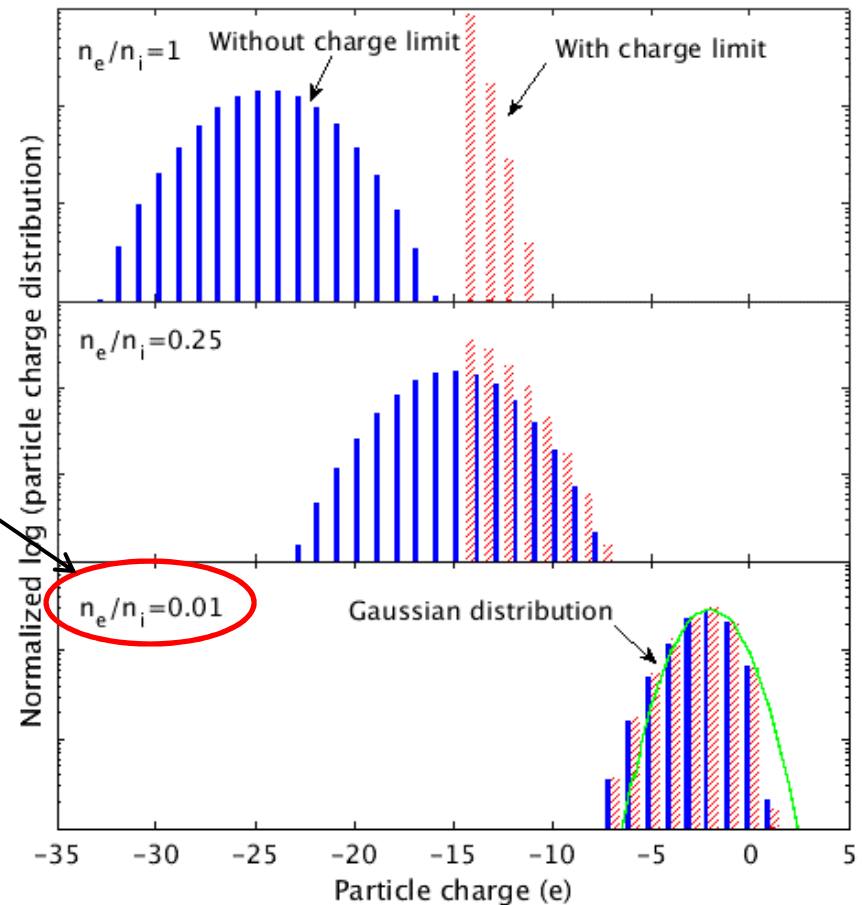 n_e/n_i=1
Without charge limit
With charge limit
n_e/n_i=0.25
n_e/n_i=0.01
Gaussian distribution
Normalized log (particle charge distribution)
−35 −30 −25 −20 −15 −10 −5 0 5
Particle charge (e)